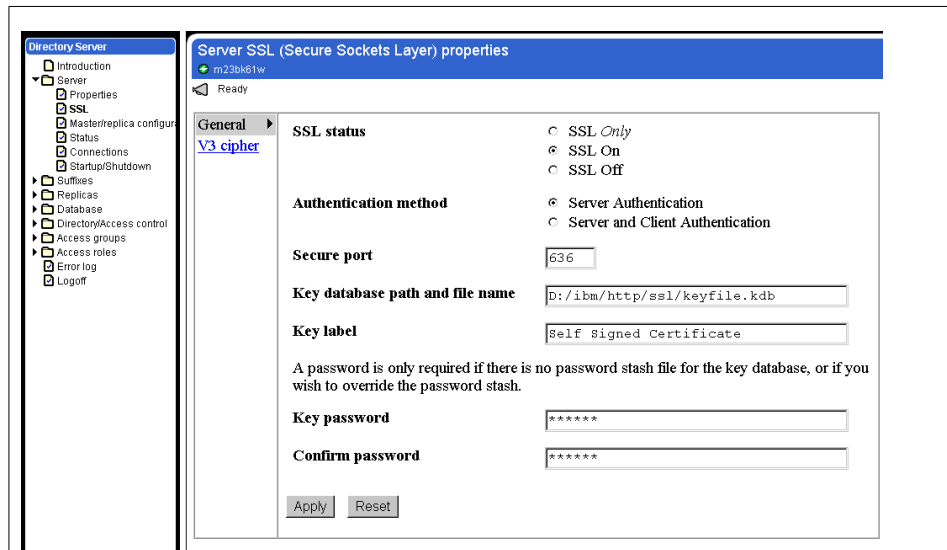 Directory Server
Introduction
Server
Properties
SSL
Master/replica configur
Status
Connections
Startup/Shutdown
Suffixes
Replicas
Database
Directory/Access control
Access groups
Access roles
Error log
Logoff
Server SSL (Secure Sockets Layer) properties
m23bk61w
Ready
General
V3 cipher
SSL status
SSL Only
SSL On
SSL Off
Authentication method
Server Authentication
Server and Client Authentication
Secure port
636
Key database path and file name
D:/ibm/http/ssl/keyfile.kdb
Key label
Self Signed Certificate
A password is only required if there is no password stash file for the key database, or if you
wish to override the password stash.
Key password
******
Confirm password
******
Apply Reset